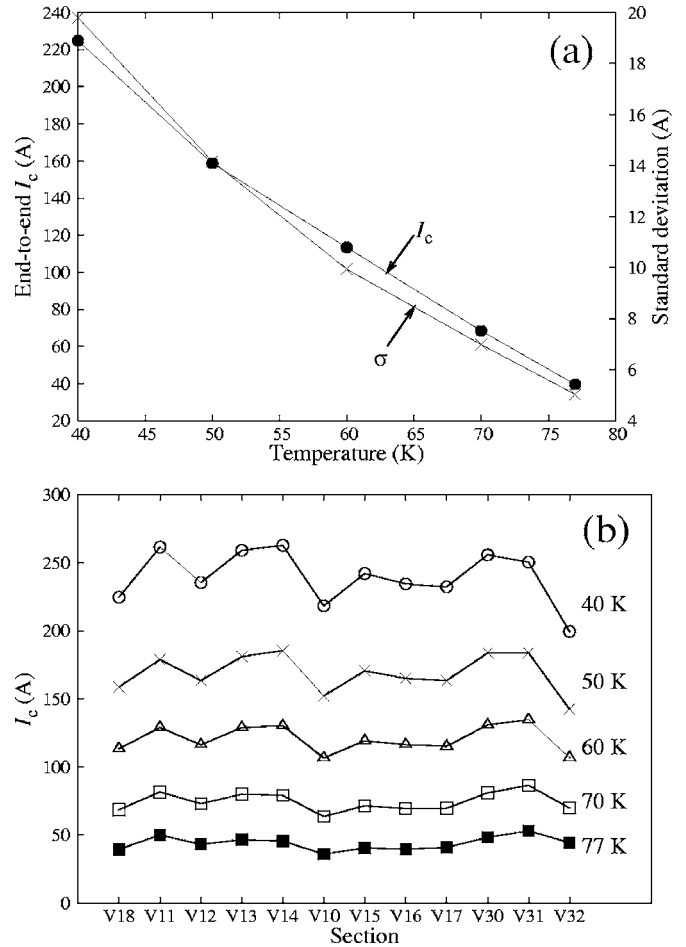 (a)
240
220
200
180
160
140
120
100
80
60
40
20
End-to-end Ic (A)
20
18
16
14
12
10
8
6
4
Standard devitation (A)
Ic
σ
40 45 50 55 60 65 70 75 80
Temperature (K)
(b)
300
250
200
150
100
50
0
Ic (A)
40 K
50 K
60 K
70 K
77 K
V18 V11 V12 V13 V14 V10 V15 V16 V17 V30 V31 V32
Section